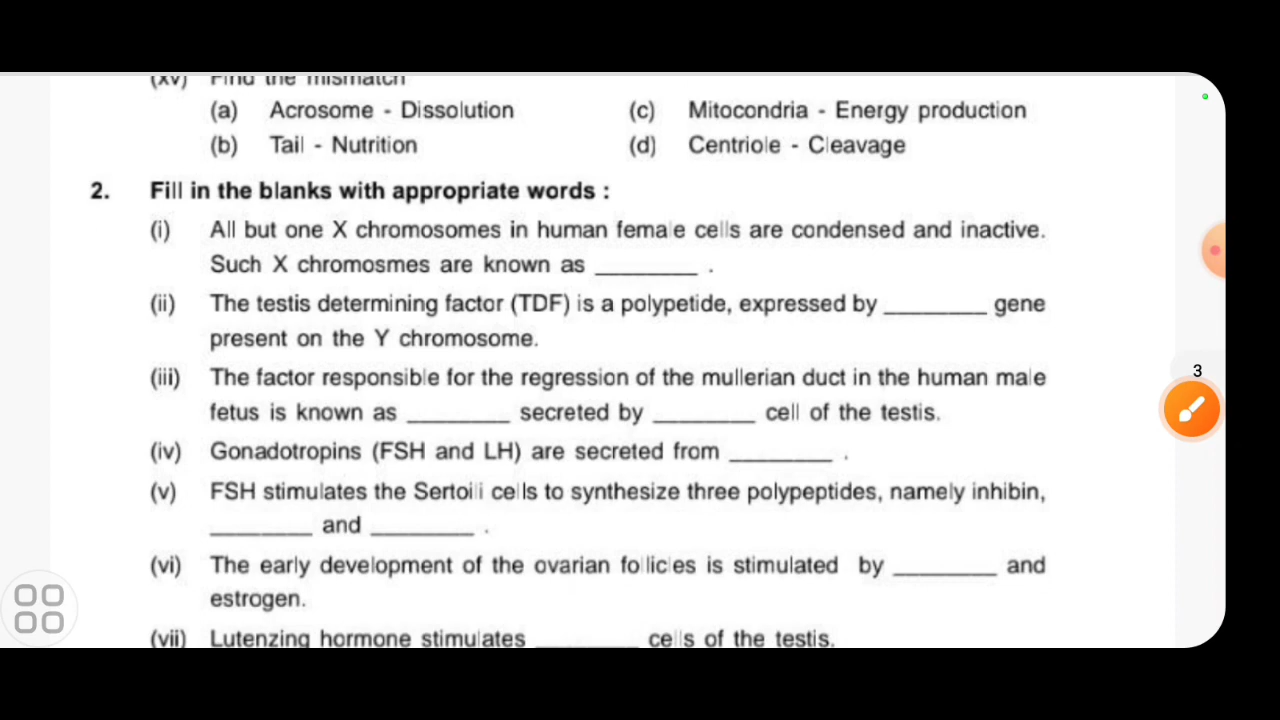 (xv) Find the mismatch
(a) Acrosome - Dissolution (c) Mitocondria - Energy production
(b) Tail - Nutrition (d) Centriole - Cleavage
2. Fill in the blanks with appropriate words :
(i) All but one X chromosomes in human female cells are condensed and inactive.
Such X chromosmes are known as ________ .
(ii) The testis determining factor (TDF) is a polypetide, expressed by ________ gene
present on the Y chromosome.
(iii) The factor responsible for the regression of the mullerian duct in the human male
fetus is known as ________ secreted by ________ cell of the testis.
(iv) Gonadotropins (FSH and LH) are secreted from ________ .
(v) FSH stimulates the Sertoili cells to synthesize three polypeptides, namely inhibin,
________ and ________ .
(vi) The early development of the ovarian follicles is stimulated by ________ and
estrogen.
(vii) Lutenzing hormone stimulates ________ cells of the testis.
3